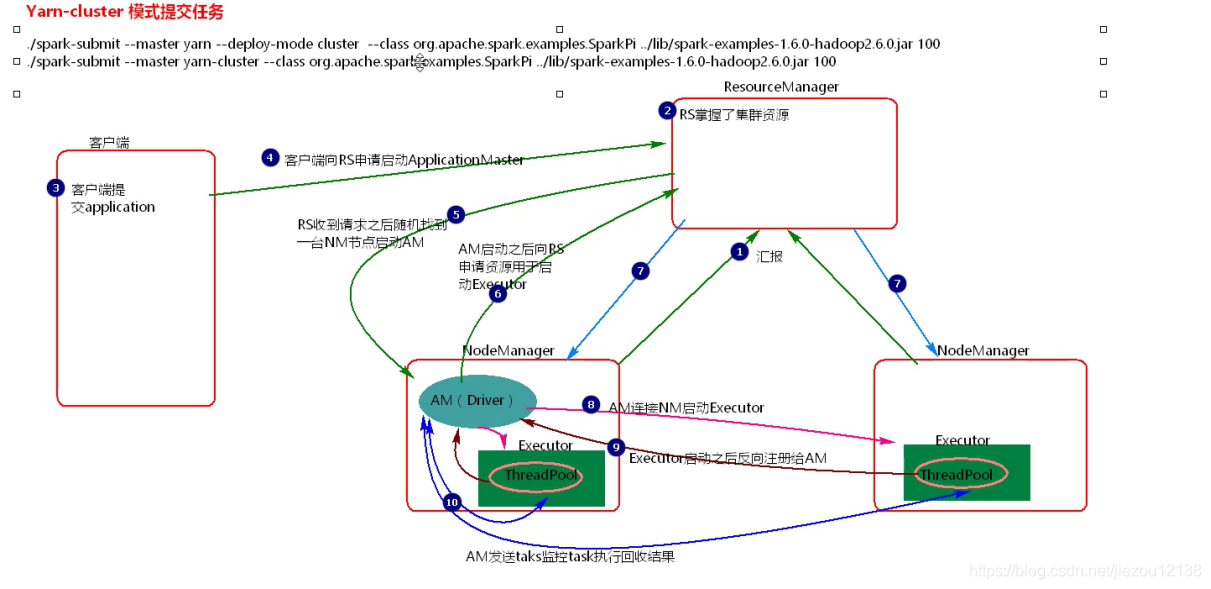 Yarn-cluster 模式提交任务
./spark-submit --master yarn --deploy-mode cluster --class org.apache.spark.examples.SparkPi ../lib/spark-examples-1.6.0-hadoop2.6.0.jar 100
./spark-submit --master yarn-cluster --class org.apache.spark.examples.SparkPi ../lib/spark-examples-1.6.0-hadoop2.6.0.jar 100
ResourceManager
2 RS掌握了集群资源
客户端
4 客户端向RS申请启动ApplicationMaster
3 客户端提
交application
5
RS收到请求之后随机找到
一台NM节点启动AM
AM启动之后向RS
申请资源用于启
动Executor
6
7
1 汇报
7
NodeManager
NodeManager
AM（Driver）
8 AM连接NM启动Executor
Executor
9
Executor启动之后反向注册给AM
Executor
ThreadPool
ThreadPool
10
AM发送taks监控task执行回收结果
https://blog.csdn.net/jiezou12138